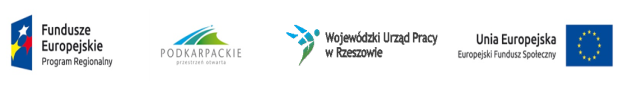 Fundusze
Europejskie
Program Regionalny
PODKARPACKIE
przestrzeń otwarta
Wojewódzki Urząd Pracy
w Rzeszowie
Unia Europejska
Europejski Fundusz Społeczny